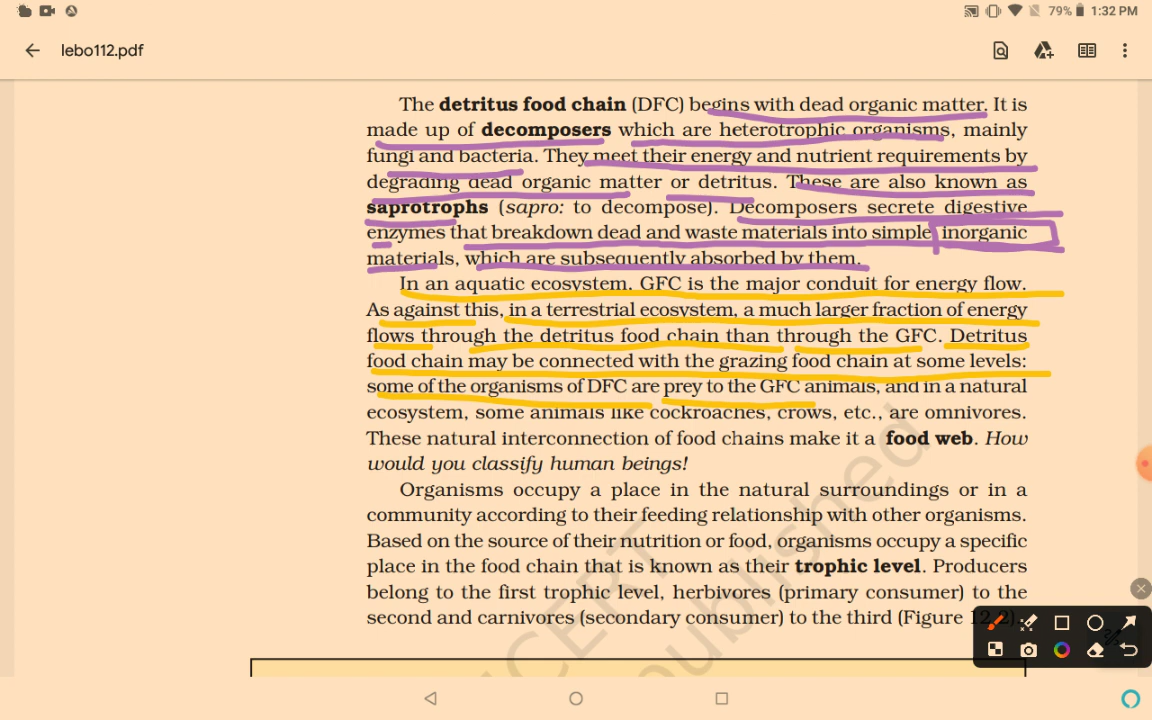 79% 1:32 PM
lebo112.pdf
The detritus food chain (DFC) begins with dead organic matter. It is
made up of decomposers which are heterotrophic organisms, mainly
fungi and bacteria. They meet their energy and nutrient requirements by
degrading dead organic matter or detritus. These are also known as
saprotrophs (sapro: to decompose). Decomposers secrete digestive
enzymes that breakdown dead and waste materials into simple, inorganic
materials, which are subsequently absorbed by them.
In an aquatic ecosystem, GFC is the major conduit for energy flow.
As against this, in a terrestrial ecosystem, a much larger fraction of energy
flows through the detritus food chain than through the GFC. Detritus
food chain may be connected with the grazing food chain at some levels:
some of the organisms of DFC are prey to the GFC animals, and in a natural
ecosystem, some animals like cockroaches, crows, etc., are omnivores.
These natural interconnection of food chains make it a food web. How
would you classify human beings!
Organisms occupy a place in the natural surroundings or in a
community according to their feeding relationship with other organisms.
Based on the source of their nutrition or food, organisms occupy a specific
place in the food chain that is known as their trophic level. Producers
belong to the first trophic level, herbivores (primary consumer) to the
second and carnivores (secondary consumer) to the third (Figure 12.2).